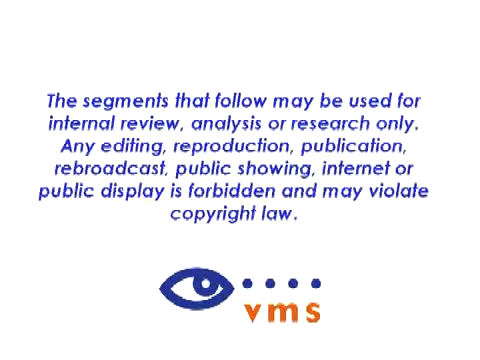 The segments that follow may be used for
internal review, analysis or research only.
Any editing, reproduction, publication,
rebroadcast, public showing, internet or
public display is forbidden and may violate
copyright law.
vms